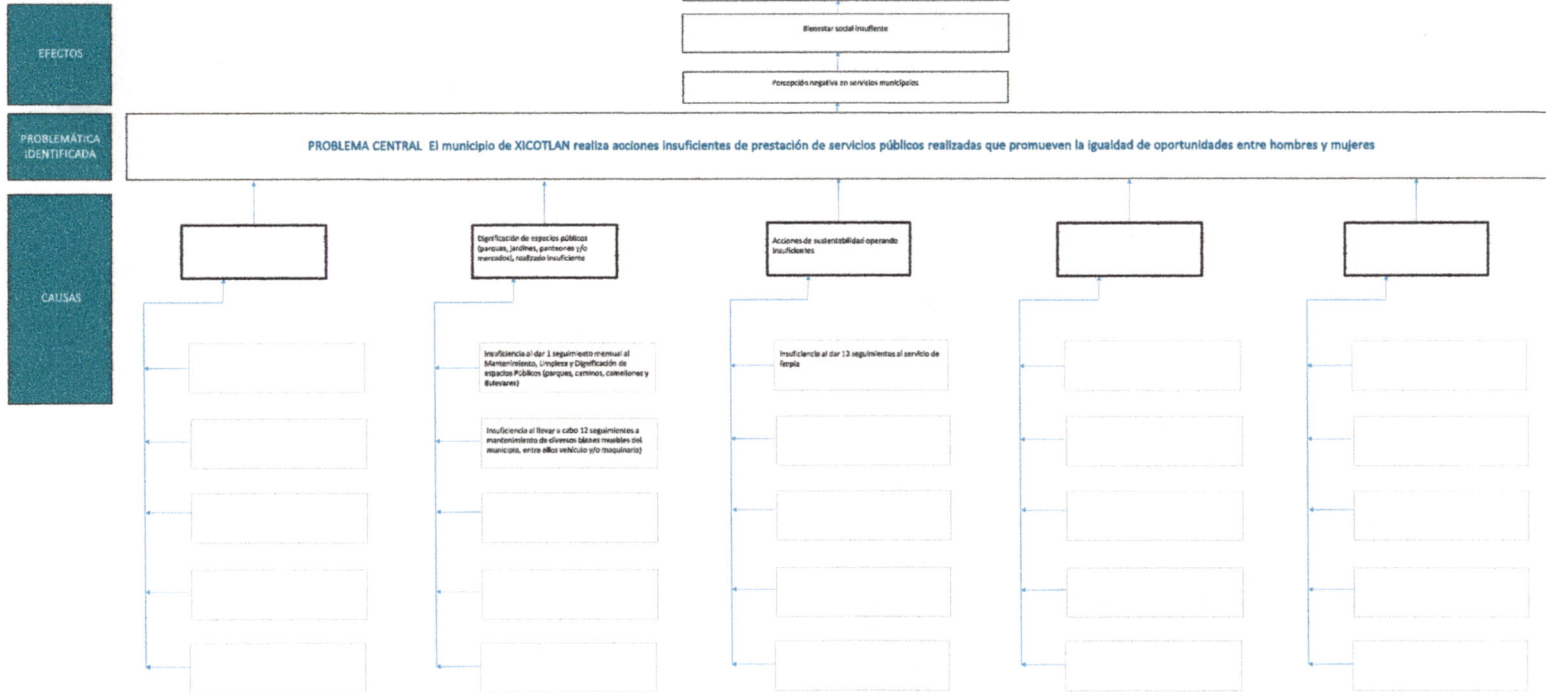 EFECTOS
Bienestar social insuficiente
Percepción negativa en servicios municipales
PROBLEMÁTICA
IDENTIFICADA
PROBLEMA CENTRAL El municipio de XICOTLAN realiza acciones insuficientes de prestación de servicios públicos realizadas que promueven la igualdad de oportunidades entre hombres y mujeres
CAUSAS
Dignificación de espacios públicos
(parques, jardines, panteones y/o
mercados), realizado insuficiente
Acciones de sustentabilidad operando
insuficientes
Insuficiencia al dar 1 seguimiento mensual al
Mantenimiento, Limpieza y Dignificación de
espacios Públicos (parques, caminos, camellones y
Bulevares)
Insuficiencia al dar 12 seguimientos al servicio de
limpia
Insuficiencia al llevar a cabo 12 seguimientos a
mantenimiento de diversos bienes muebles del
municipio, entre ellos vehículo y/o maquinaria)